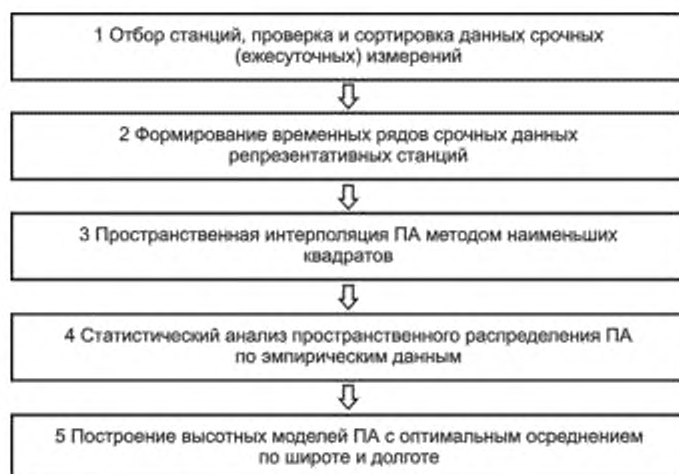 1 Отбор станций, проверка и сортировка данных срочных
(ежесуточных) измерений
2 Формирование временных рядов срочных данных
репрезентативных станций
3 Пространственная интерполяция ПА методом наименьших
квадратов
4 Статистический анализ пространственного распределения ПА
по эмпирическим данным
5 Построение высотных моделей ПА с оптимальным осреднением
по широте и долготе